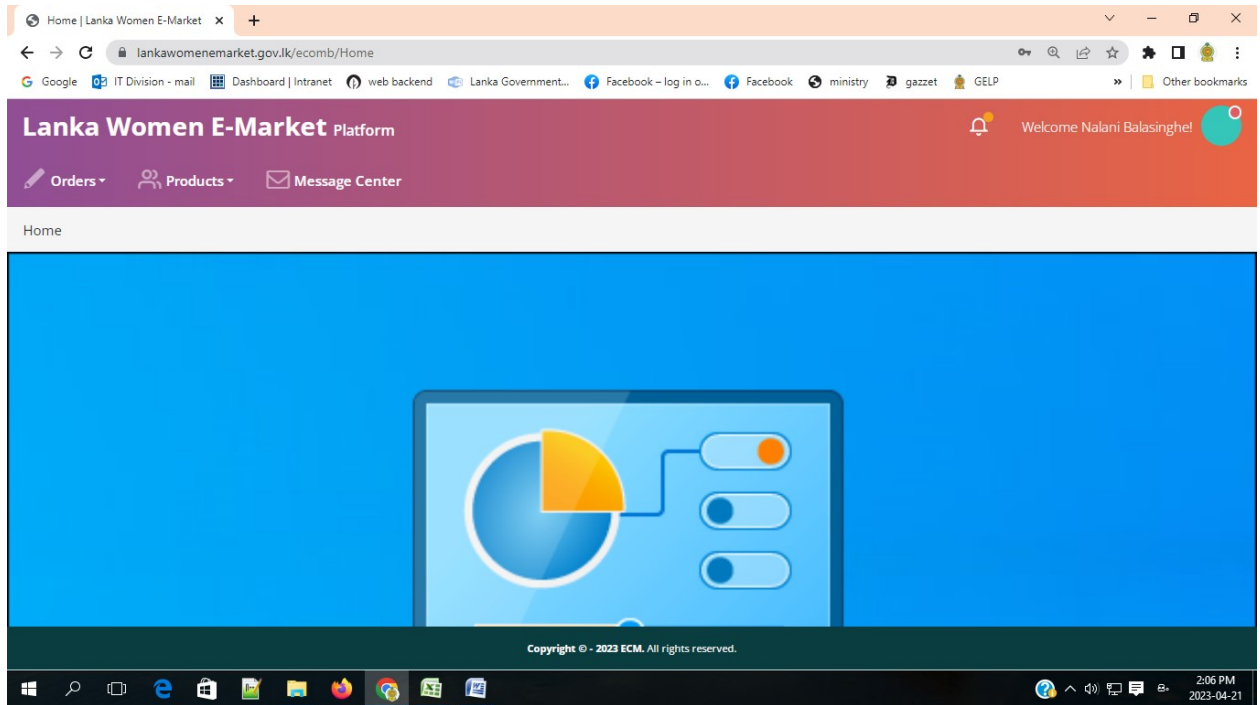 Home | Lanka Women E-Market
lankawomenemarket.gov.lk/ecomb/Home
Google IT Division - mail Dashboard | Intranet web backend Lanka Government... Facebook – log in o... Facebook ministry gazzet GELP » Other bookmarks
Lanka Women E-Market Platform
Welcome Nalani Balasinghe!
Orders Products Message Center
Home
Copyright © - 2023 ECM. All rights reserved.
2:06 PM
2023-04-21